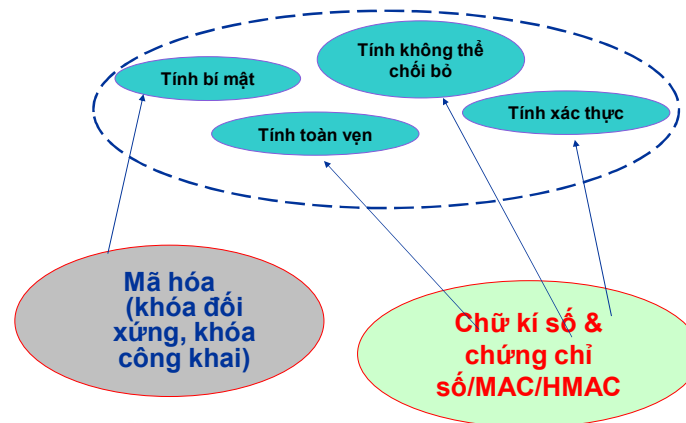 Tính không thể
chối bỏ
Tính bí mật
Tính xác thực
Tính toàn vẹn
Mã hóa
(khóa đối
xứng, khóa
công khai)
Chữ kí số &
chứng chỉ
số/MAC/HMAC